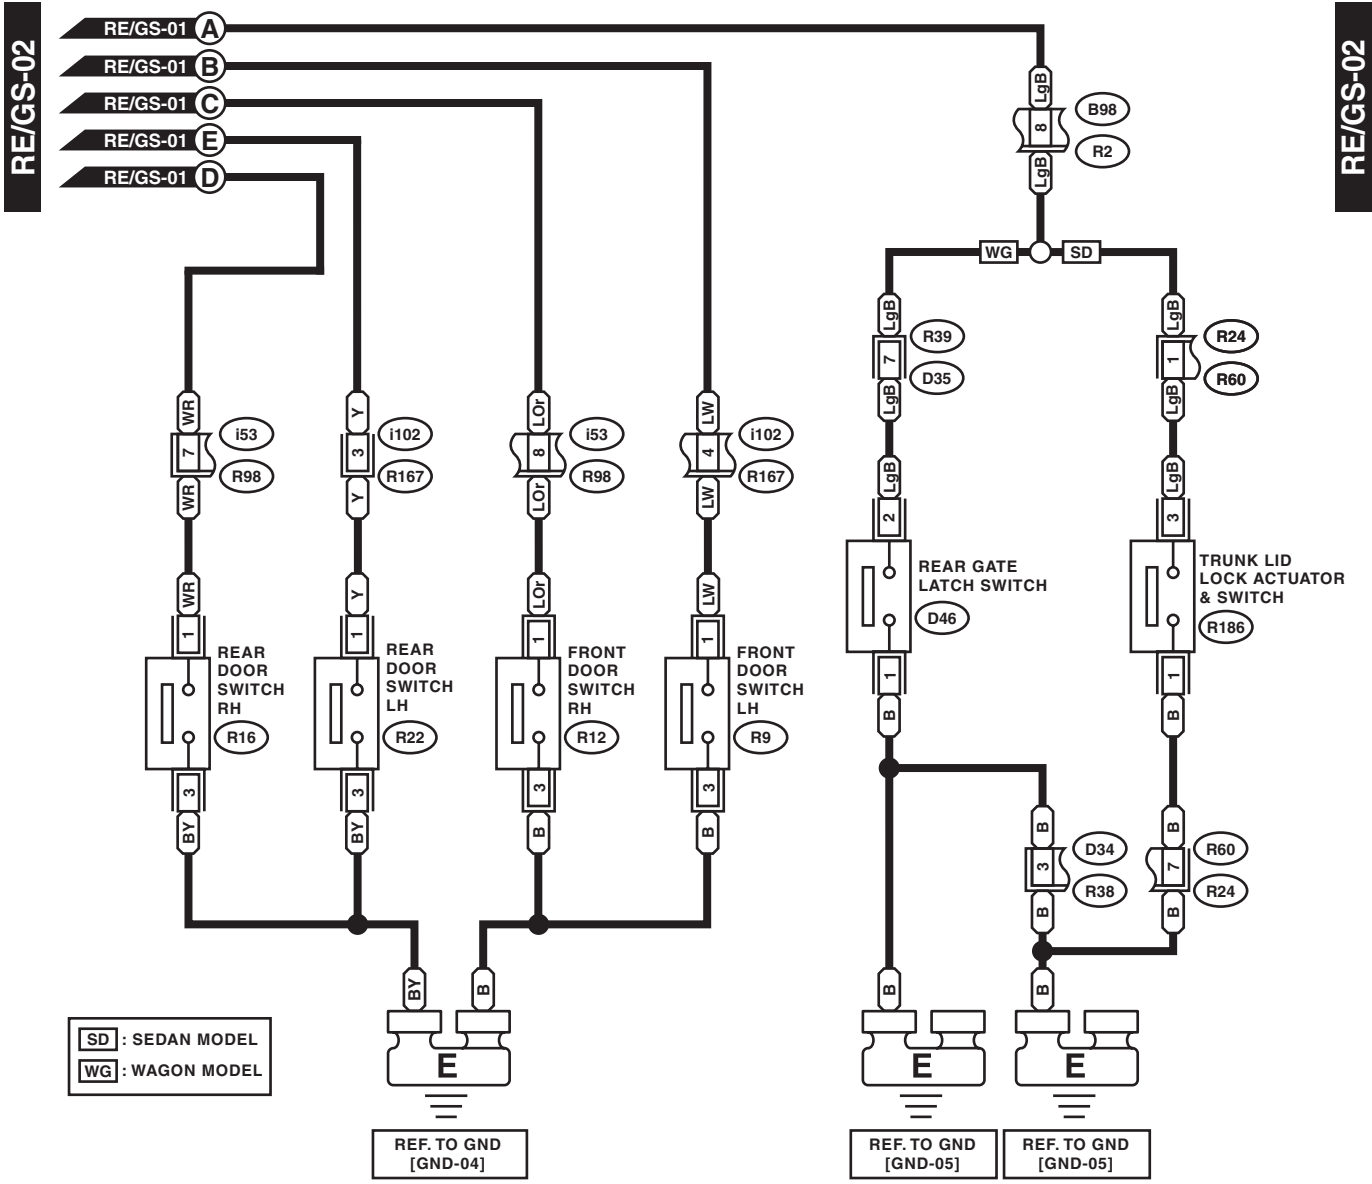 RE/GS-02
RE/GS-02
RE/GS-01 A
RE/GS-01 B
RE/GS-01 C
RE/GS-01 E
RE/GS-01 D
LgB
8
B98
R2
LgB
WG
SD
LgB
7
R39
D35
LgB
LgB
1
R24
R60
LgB
WR
7
i53
R98
WR
Y
3
i102
R167
Y
LOr
8
i53
R98
LOr
LW
4
i102
R167
LW
LgB
2
REAR GATE
LATCH SWITCH
D46
1
B
LgB
3
TRUNK LID
LOCK ACTUATOR
& SWITCH
R186
1
B
WR
1
REAR
DOOR
SWITCH
RH
R16
3
BY
Y
1
REAR
DOOR
SWITCH
LH
R22
3
BY
LOr
1
FRONT
DOOR
SWITCH
RH
R12
3
B
LW
1
FRONT
DOOR
SWITCH
LH
R9
3
B
B
3
D34
R38
B
B
7
R60
R24
B
BY
B
B
B
SD : SEDAN MODEL
WG : WAGON MODEL
E
E
E
REF. TO GND
[GND-04]
REF. TO GND
[GND-05]
REF. TO GND
[GND-05]